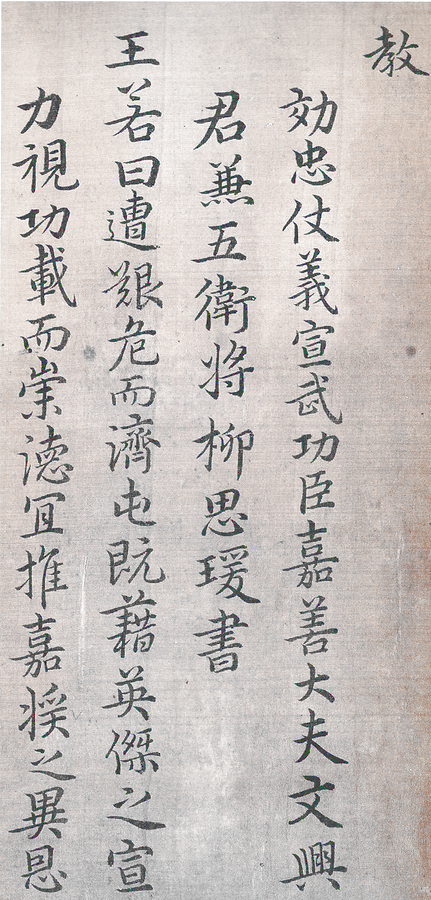 教
効忠仗義宣武功臣嘉善大夫文興
君兼五衛將柳思瑗書
王若曰遭艱危而濟屯旣藉英傑之宣
力視功載而崇德宜推嘉奬之異恩